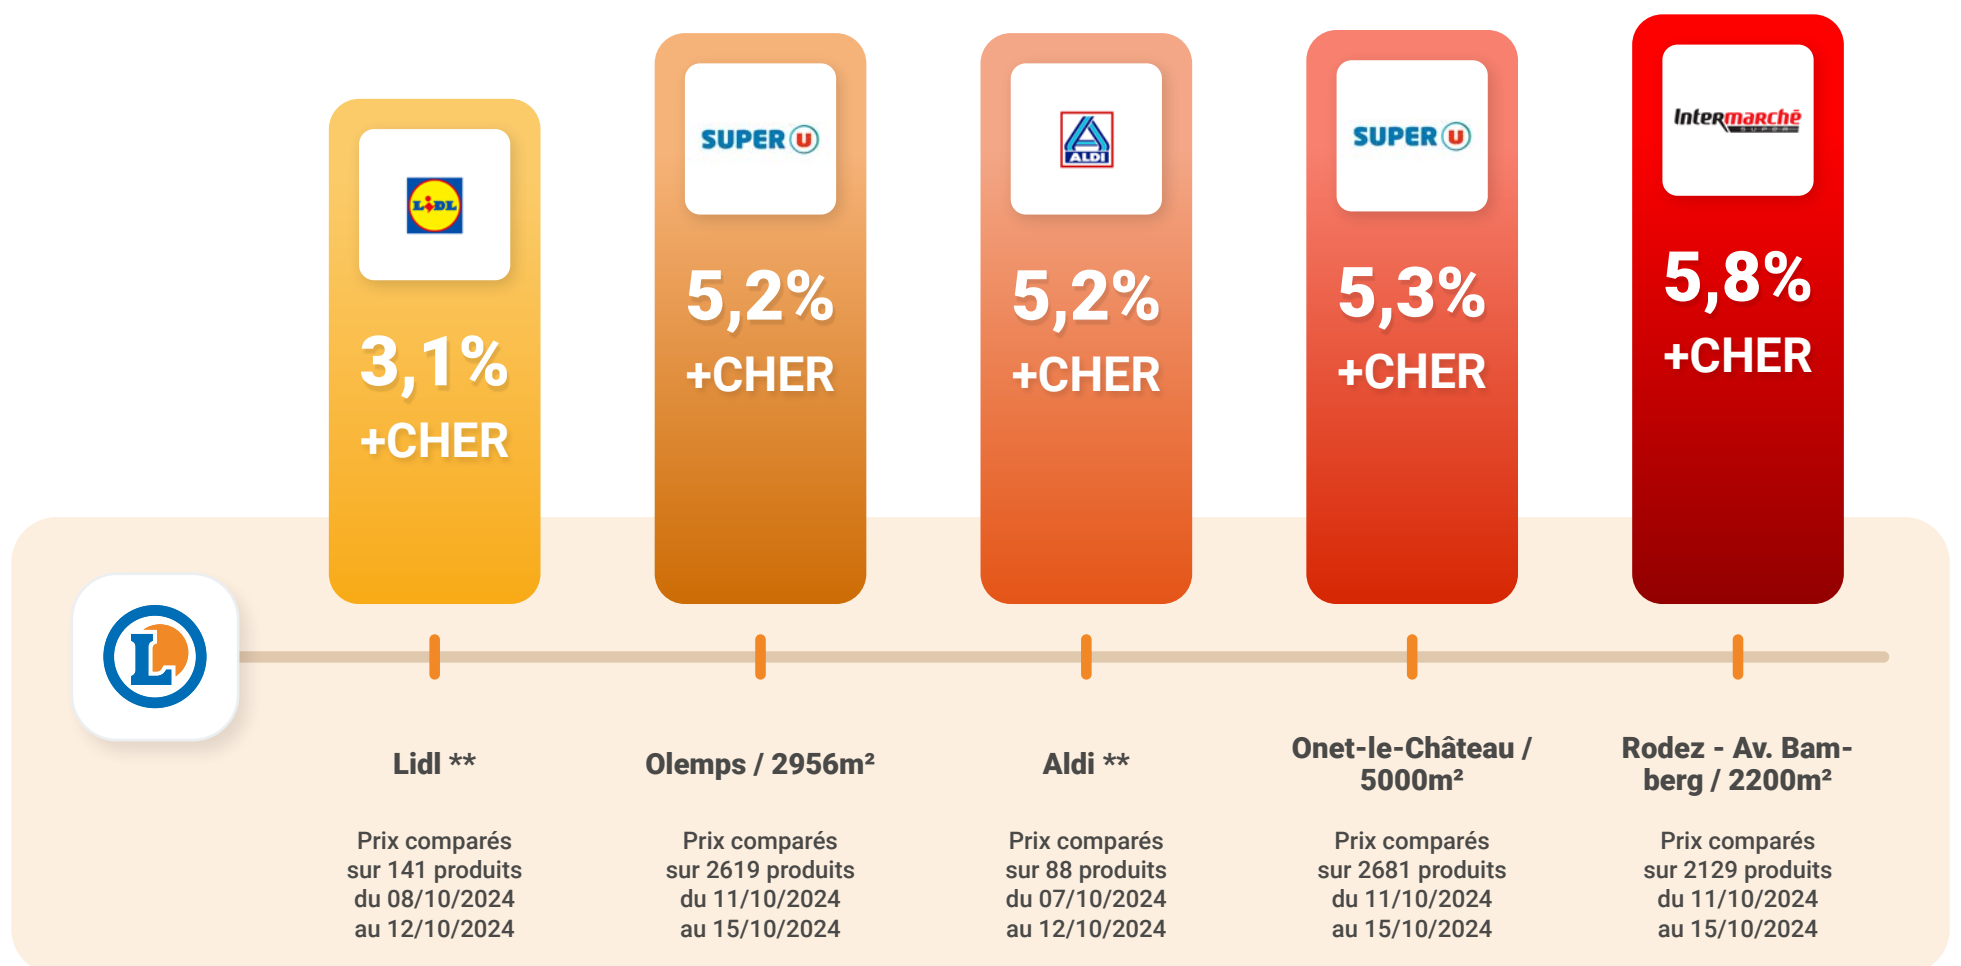 LIDL
3,1%
+CHER
SUPER U
5,2%
+CHER
ALDI
5,2%
+CHER
SUPER U
5,3%
+CHER
Intermarchē
SUPER
5,8%
+CHER
L
Lidl **
Prix comparés
sur 141 produits
du 08/10/2024
au 12/10/2024
Olemps / 2956m²
Prix comparés
sur 2619 produits
du 11/10/2024
au 15/10/2024
Aldi **
Prix comparés
sur 88 produits
du 07/10/2024
au 12/10/2024
Onet-le-Château /
5000m²
Prix comparés
sur 2681 produits
du 11/10/2024
au 15/10/2024
Rodez - Av. Bam-
berg / 2200m²
Prix comparés
sur 2129 produits
du 11/10/2024
au 15/10/2024